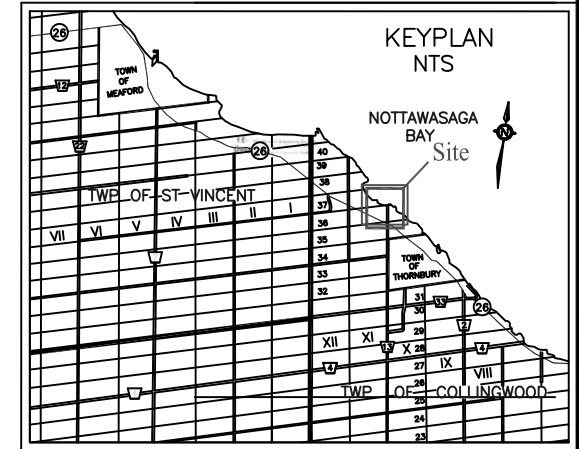 KEYPLAN
NTS
26
TOWN
OF
MEAFORD
12
22
NOTTAWASAGA
BAY
N
Site
26
40
39
38
37
36
35
34
33
32
TWP OF ST VINCENT
VII VI V IV III II I
TOWN
OF
THORNBURY
31
30
29
28
27
26
25
24
23
33
26
2
XII XI X IX VIII
13
4
4
TWP OF COLLINGWOOD